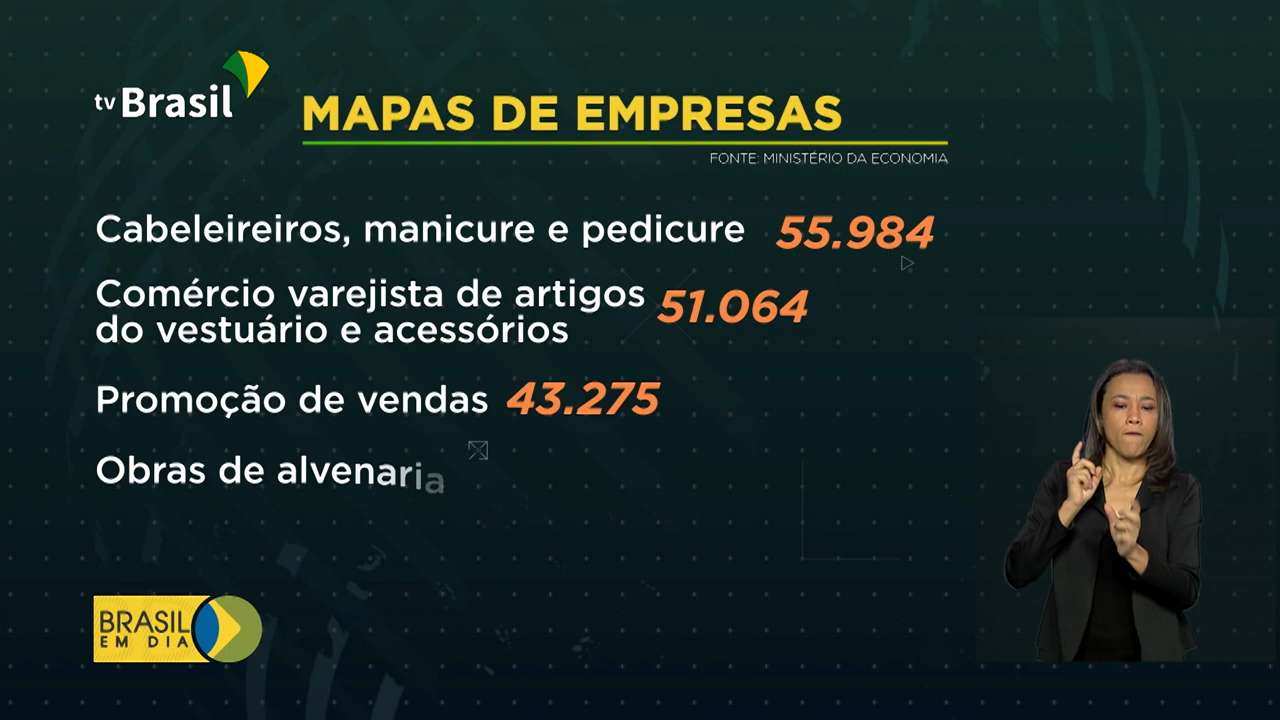 tv Brasil
MAPAS DE EMPRESAS
FONTE: MINISTÉRIO DA ECONOMIA
Cabeleireiros, manicure e pedicure 55.984
Comércio varejista de artigos
do vestuário e acessórios 51.064
Promoção de vendas 43.275
Obras de alvenaria
BRASIL
EM DIA